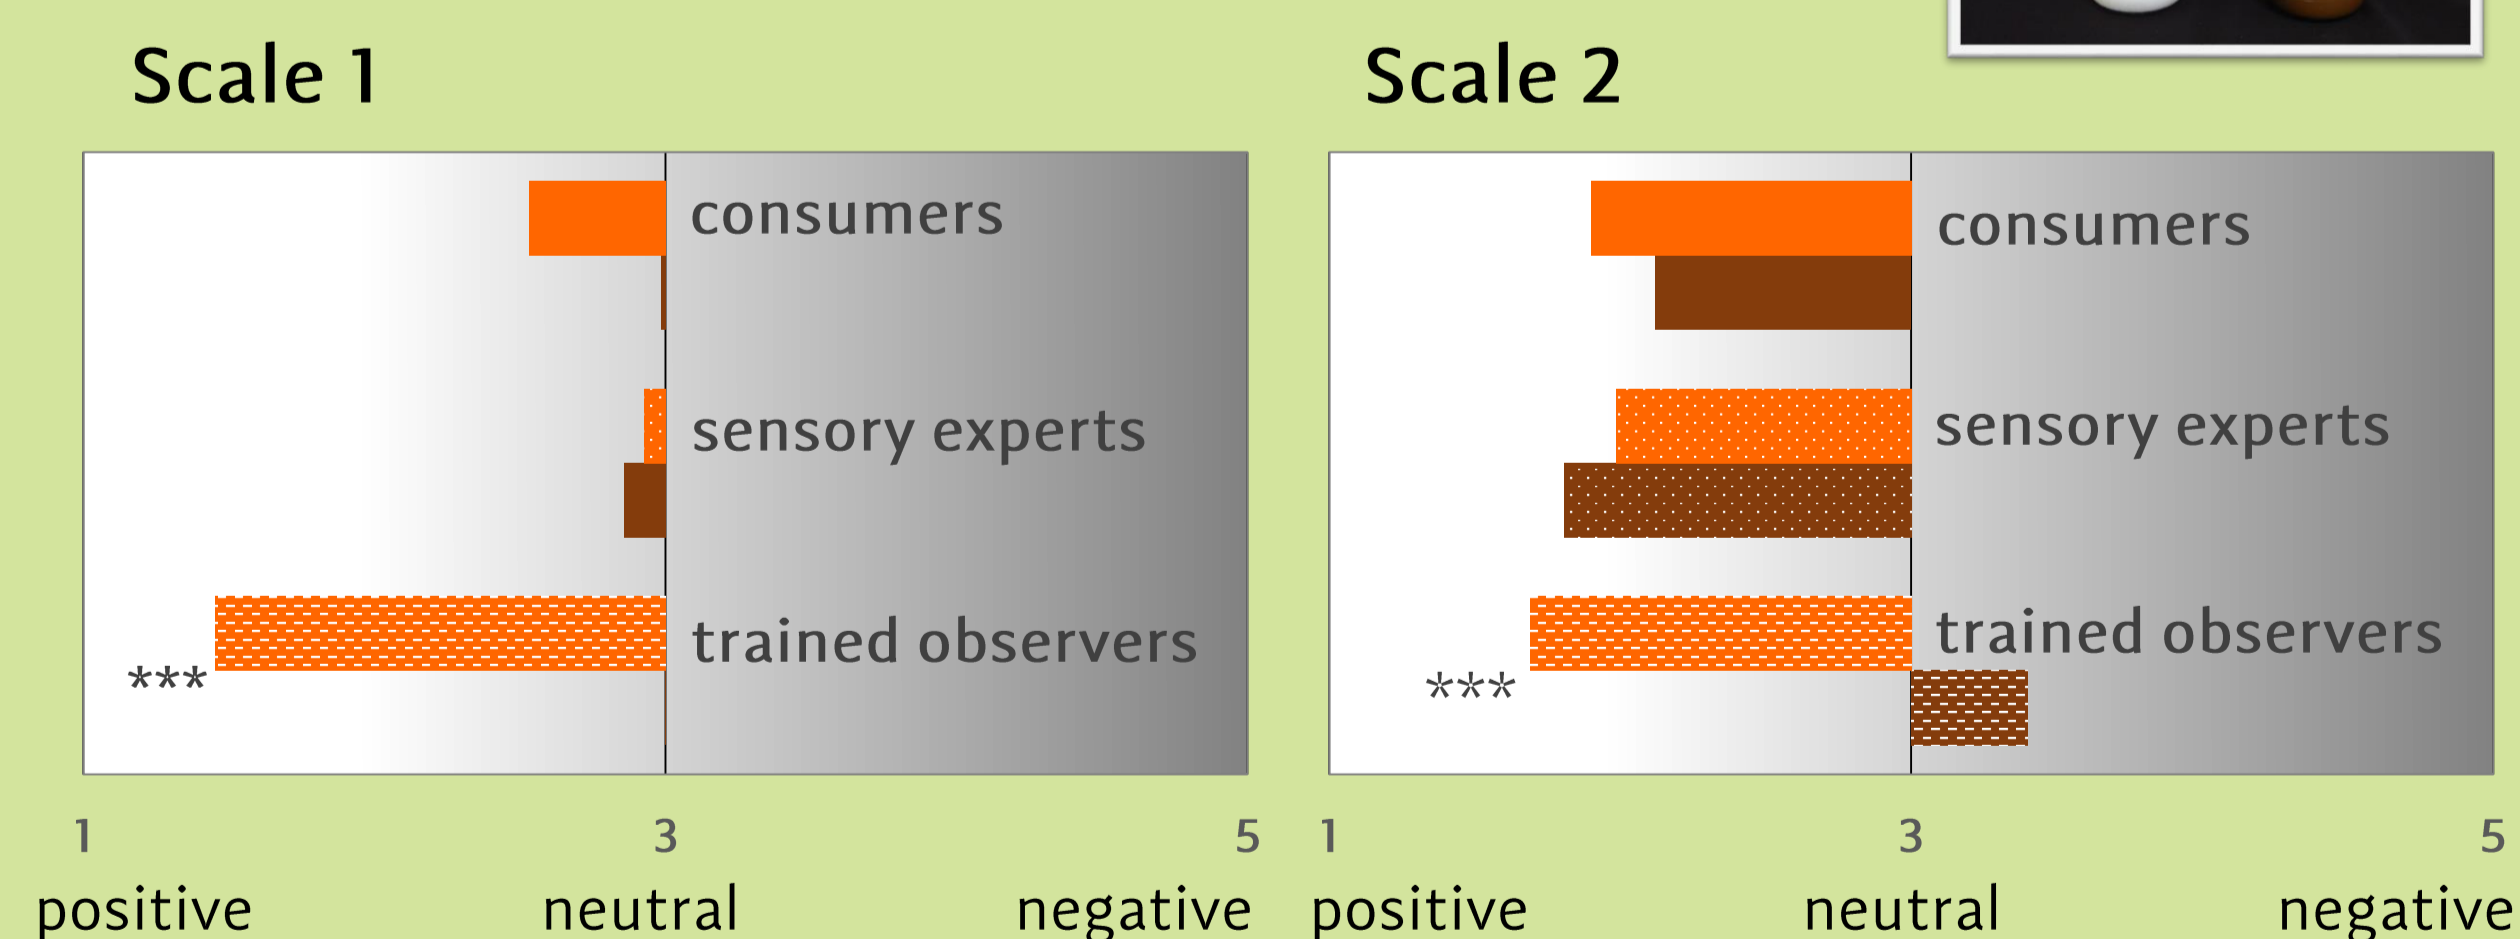 Scale 1
consumers
sensory experts
trained observers
***
1 3 5
positive neutral negative
Scale 2
consumers
sensory experts
trained observers
***
1 3 5
positive neutral negative